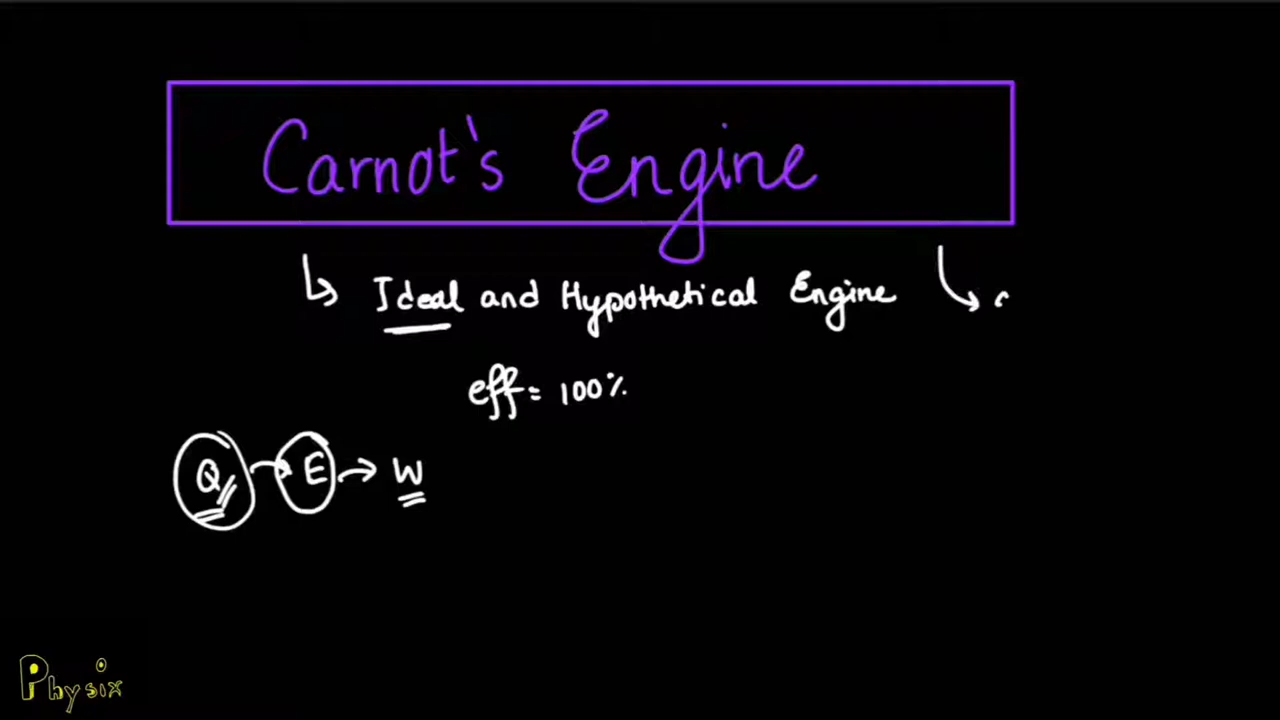 Carnot's Engine
↳ Ideal and Hypothetical Engine
eff = 100%
Q → E → W
Physix